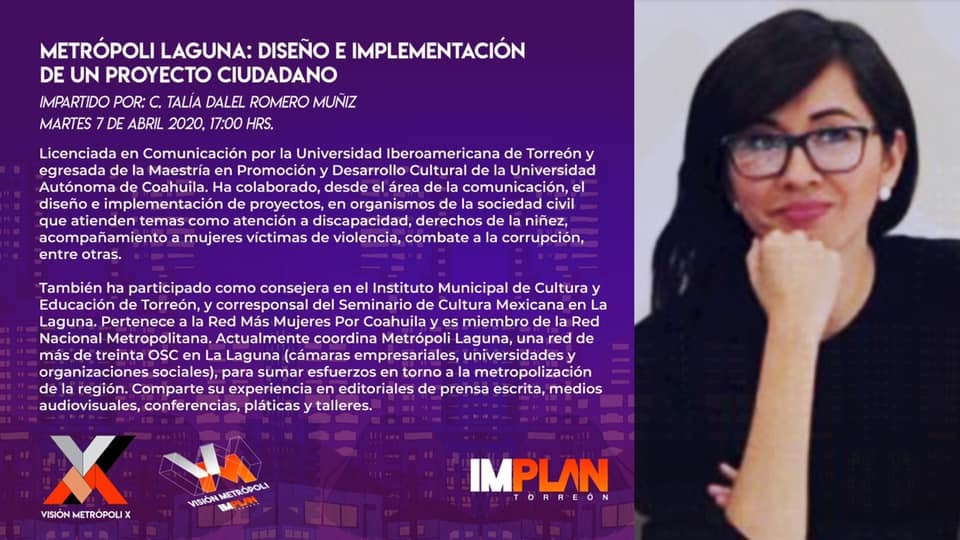 METRÓPOLI LAGUNA: DISEÑO E IMPLEMENTACIÓN
DE UN PROYECTO CIUDADANO
IMPARTIDO POR: C. TALÍA DALEL ROMERO MUÑIZ
MARTES 7 DE ABRIL 2020, 17:00 HRS.
Licenciada en Comunicación por la Universidad Iberoamericana de Torreón y
egresada de la Maestría en Promoción y Desarrollo Cultural de la Universidad
Autónoma de Coahuila. Ha colaborado, desde el área de la comunicación, el
diseño e implementación de proyectos, en organismos de la sociedad civil
que atienden temas como atención a discapacidad, derechos de la niñez,
acompañamiento a mujeres víctimas de violencia, combate a la corrupción,
entre otras.
También ha participado como consejera en el Instituto Municipal de Cultura y
Educación de Torreón, y corresponsal del Seminario de Cultura Mexicana en La
Laguna. Pertenece a la Red Más Mujeres Por Coahuila y es miembro de la Red
Nacional Metropolitana. Actualmente coordina Metrópoli Laguna, una red de
más de treinta OSC en La Laguna (cámaras empresariales, universidades y
organizaciones sociales), para sumar esfuerzos en torno a la metropolización
de la región. Comparte su experiencia en editoriales de prensa escrita, medios
audiovisuales, conferencias, pláticas y talleres.
VISIÓN METRÓPOLI X
VISIÓN METRÓPOLI
IMPLAN
IMPLAN
TORREÓN